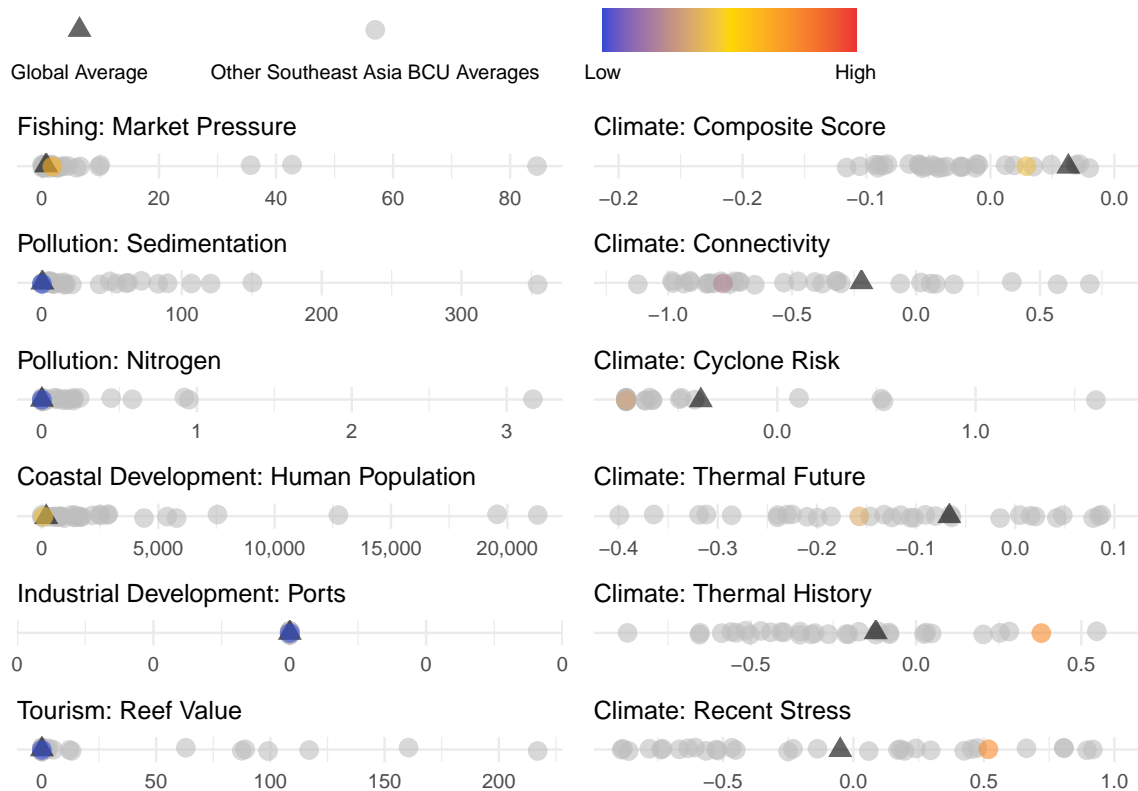 Global Average
Other Southeast Asia BCU Averages
Low
High
Fishing: Market Pressure
0 20 40 60 80
Climate: Composite Score
−0.2 −0.2 −0.1 0.0 0.0
Pollution: Sedimentation
0 100 200 300
Climate: Connectivity
−1.0 −0.5 0.0 0.5
Pollution: Nitrogen
0 1 2 3
Climate: Cyclone Risk
0.0 1.0
Coastal Development: Human Population
0 5,000 10,000 15,000 20,000
Climate: Thermal Future
−0.4 −0.3 −0.2 −0.1 0.0 0.1
Industrial Development: Ports
0 0 0 0 0
Climate: Thermal History
−0.5 0.0 0.5
Tourism: Reef Value
0 50 100 150 200
Climate: Recent Stress
−0.5 0.0 0.5 1.0